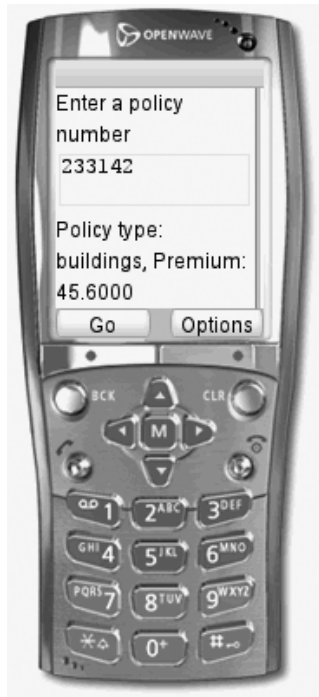 OPENWAVE
Enter a policy
number
233142
Policy type:
buildings, Premium:
45.6000
Go Options
BCK CLR
M
1 2ABC 3DEF
GHI4 5JKL 6MNO
PQRS7 8TUV 9WXYZ
* 0+ #